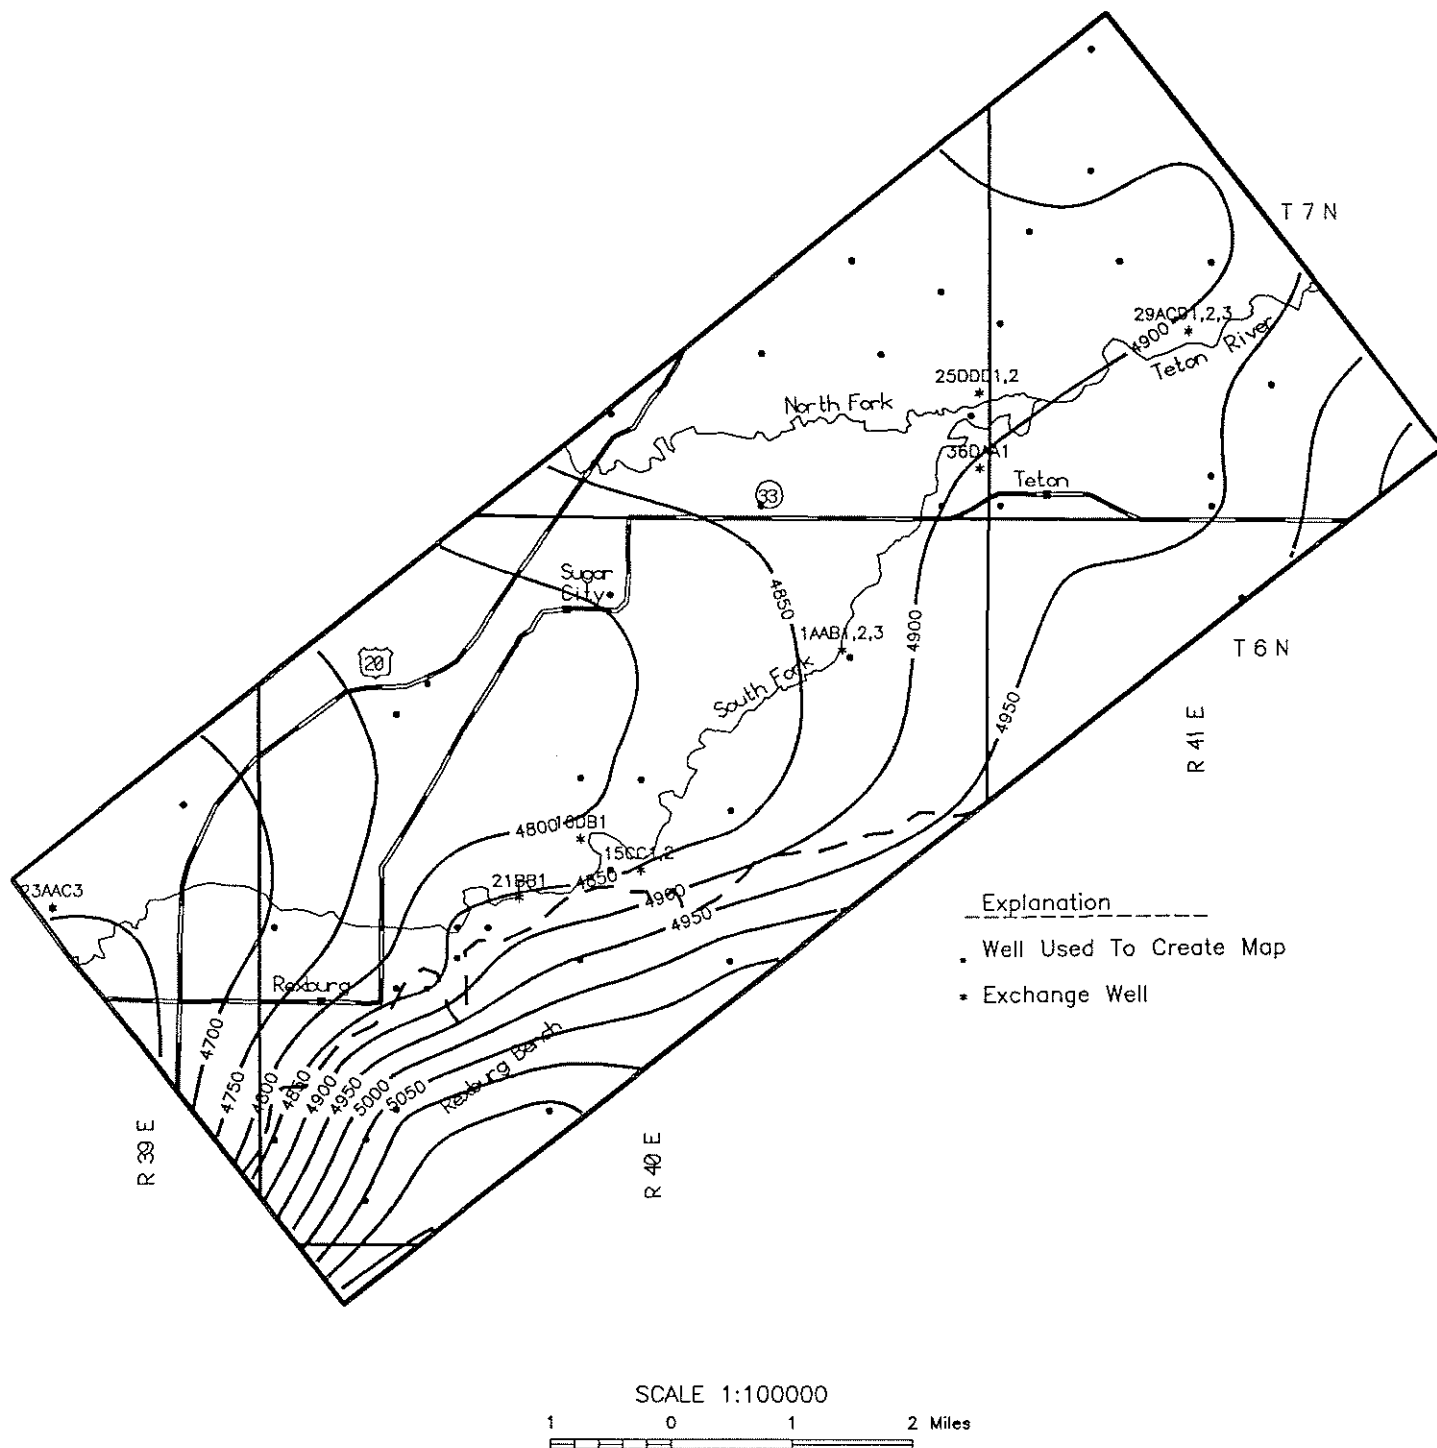 T 7 N
29ACD1,2,3
4900
Teton River
25DDD1,2
North Fork
36DAA1
33
Teton
Sugar
City
4850
1AAB1,2,3
4900
T 6 N
20
South Fork
4950
R 41 E
4800
16DB1
15CC1,2
21BB1
4850
4900
4950
23AAC3
Rexburg
4700
4750
4800
4850
4900
4950
5000
5050
Rexburg Bench
R 39 E
R 40 E
Explanation
Well Used To Create Map
* Exchange Well
SCALE 1:100000
1 0 1 2 Miles